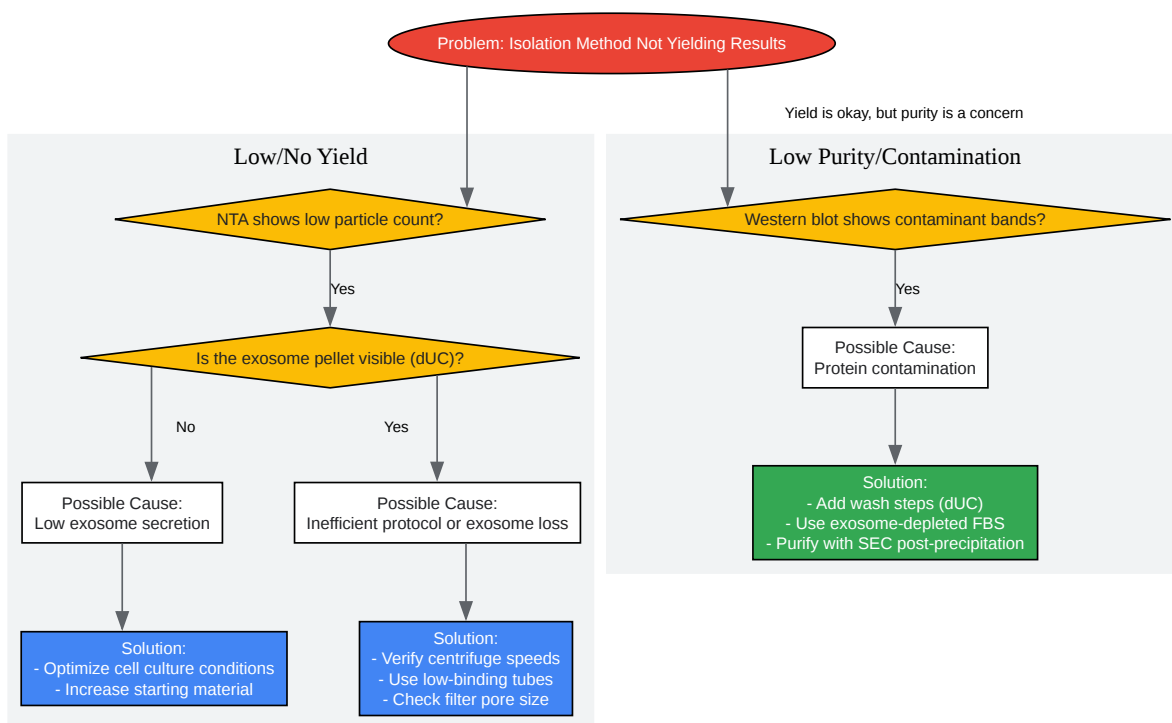 Problem: Isolation Method Not Yielding Results
Yield is okay, but purity is a concern
Low/No Yield
NTA shows low particle count?
Yes
Is the exosome pellet visible (dUC)?
No
Yes
Possible Cause:
Low exosome secretion
Possible Cause:
Inefficient protocol or exosome loss
Solution:
- Optimize cell culture conditions
- Increase starting material
Solution:
- Verify centrifuge speeds
- Use low-binding tubes
- Check filter pore size
Low Purity/Contamination
Western blot shows contaminant bands?
Yes
Possible Cause:
Protein contamination
Solution:
- Add wash steps (dUC)
- Use exosome-depleted FBS
- Purify with SEC post-precipitation